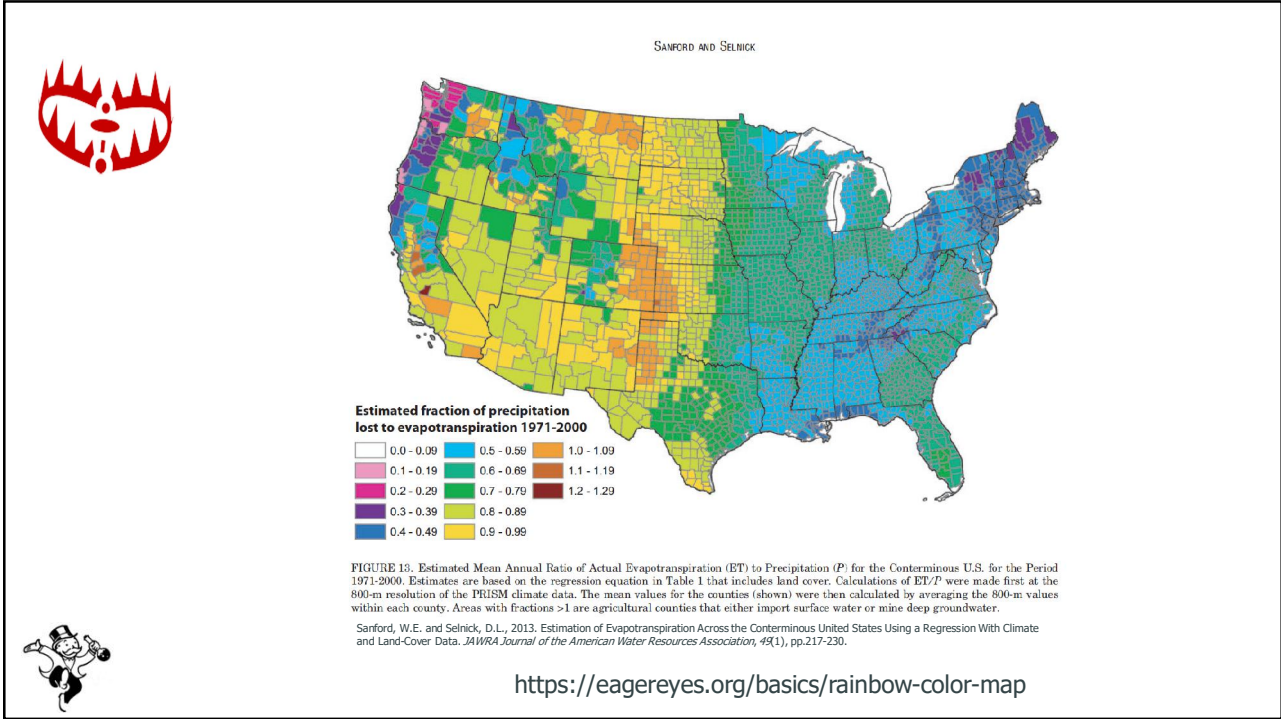 SANFORD AND SELNICK
Estimated fraction of precipitation
lost to evapotranspiration 1971-2000
0.0 - 0.09 0.5 - 0.59 1.0 - 1.09
0.1 - 0.19 0.6 - 0.69 1.1 - 1.19
0.2 - 0.29 0.7 - 0.79 1.2 - 1.29
0.3 - 0.39 0.8 - 0.89
0.4 - 0.49 0.9 - 0.99
FIGURE 13. Estimated Mean Annual Ratio of Actual Evapotranspiration (ET) to Precipitation (P) for the Conterminous U.S. for the Period
1971-2000. Estimates are based on the regression equation in Table 1 that includes land cover. Calculations of ET/P were made first at the
800-m resolution of the PRISM climate data. The mean values for the counties (shown) were then calculated by averaging the 800-m values
within each county. Areas with fractions >1 are agricultural counties that either import surface water or mine deep groundwater.
Sanford, W.E. and Selnick, D.L., 2013. Estimation of Evapotranspiration Across the Conterminous United States Using a Regression With Climate
and Land-Cover Data. JAWRA Journal of the American Water Resources Association, 49(1), pp.217-230.
https://eagereyes.org/basics/rainbow-color-map